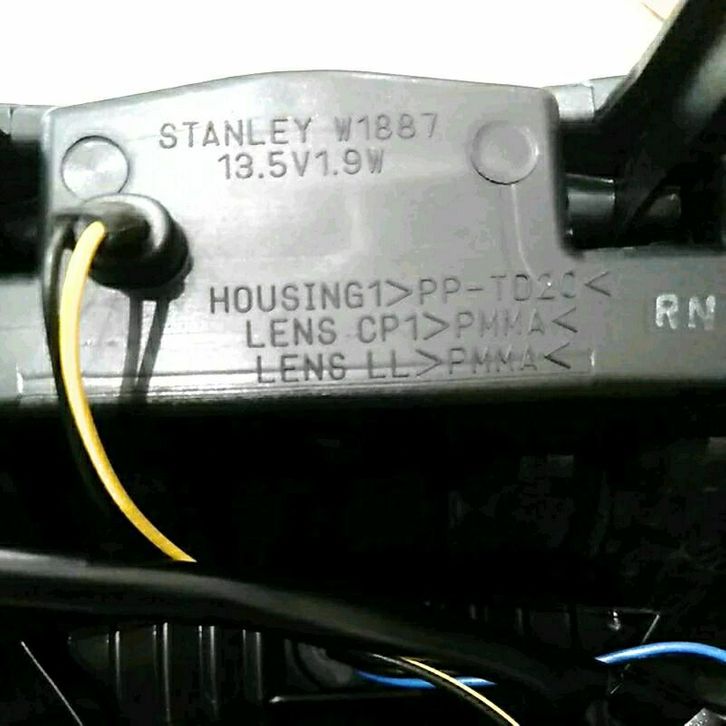 STANLEY W1887
13.5V1.9W
HOUSING1>PP-TD20<
LENS CP1>PMMA<
LENS LL>PMMA<
RN